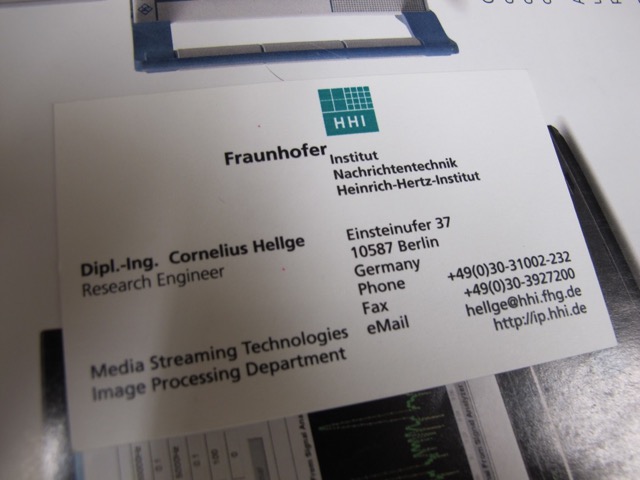 HHI
Fraunhofer Institut
Nachrichtentechnik
Heinrich-Hertz-Institut
Dipl.-Ing. Cornelius Hellge
Research Engineer
Einsteinufer 37
10587 Berlin
Germany
Phone +49(0)30-31002-232
Fax +49(0)30-3927200
eMail hellge@hhi.fhg.de
http://ip.hhi.de
Media Streaming Technologies
Image Processing Department